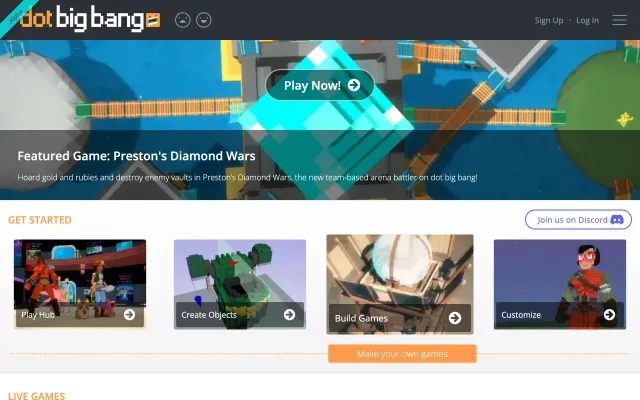 Alpha
dot big bang
Sign Up · Log In
Play Now!
Featured Game: Preston's Diamond Wars
Hoard gold and rubies and destroy enemy vaults in Preston's Diamond Wars, the new team-based arena battler on dot big bang!
GET STARTED
Join us on Discord
Play Hub
Create Objects
Build Games
Customize
Make your own games
LIVE GAMES